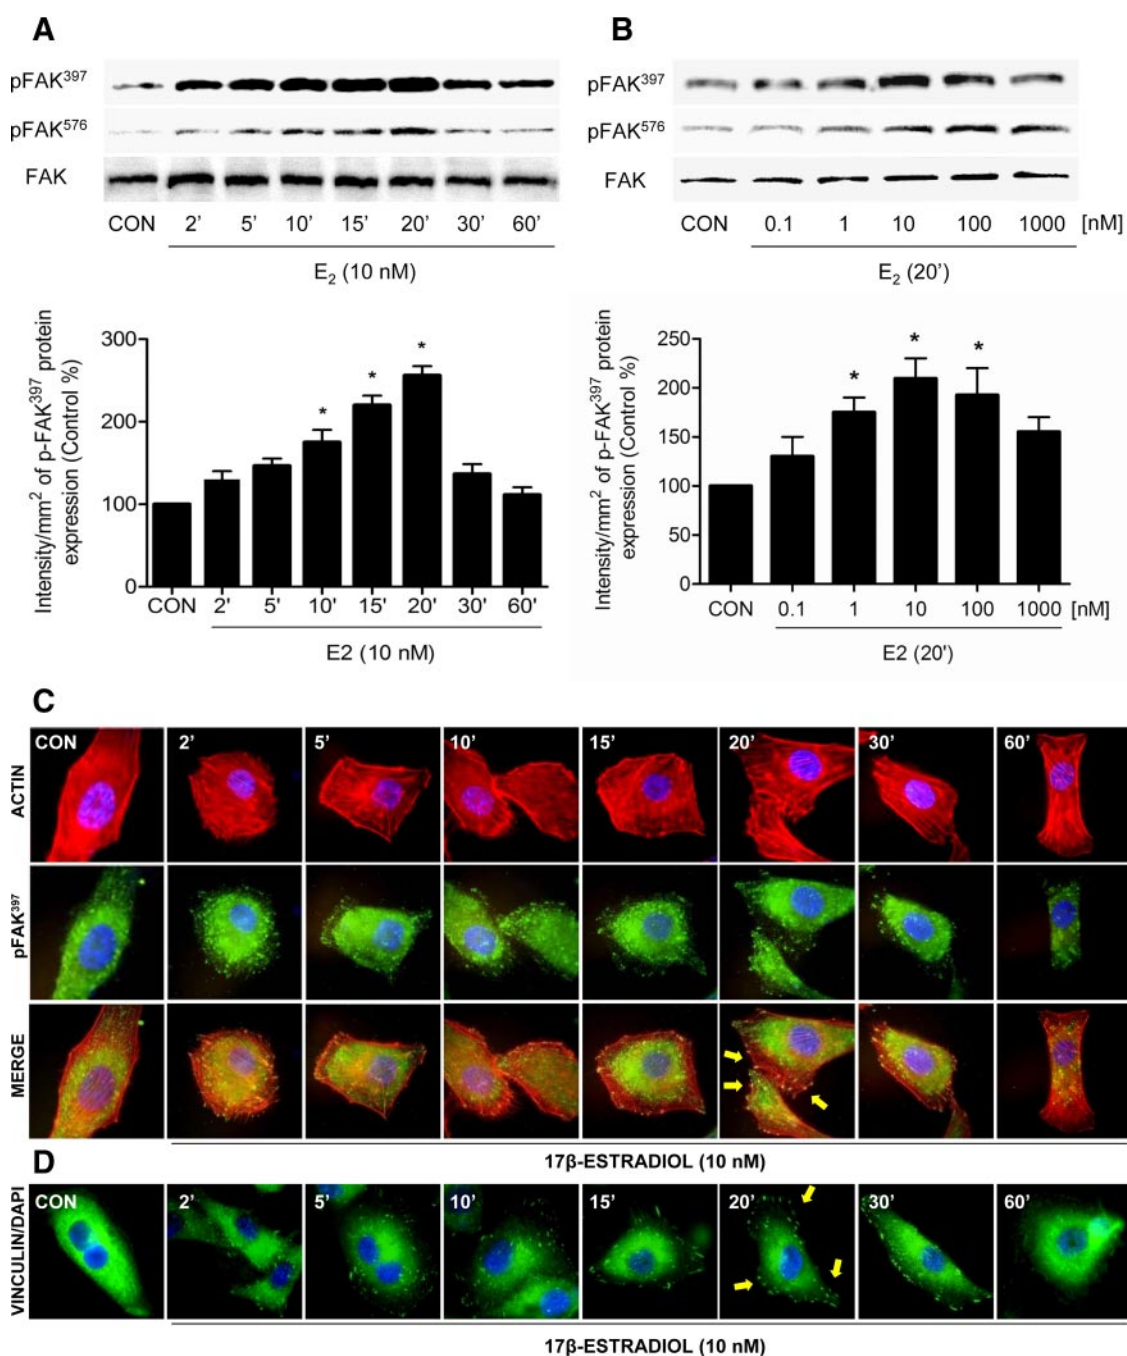 A
pFAK³⁹⁷
pFAK⁵⁷⁶
FAK
CON 2' 5' 10' 15' 20' 30' 60'
E₂ (10 nM)
B
pFAK³⁹⁷
pFAK⁵⁷⁶
FAK
CON 0.1 1 10 100 1000 [nM]
E₂ (20')
Intensity/mm² of p-FAK³⁹⁷ protein
expression (Control %)
300
200
100
0
* * *
CON 2' 5' 10' 15' 20' 30' 60'
E2 (10 nM)
Intensity/mm² of p-FAK³⁹⁷ protein
expression (Control %)
250
200
150
100
50
0
* * *
CON 0.1 1 10 100 1000 [nM]
E2 (20')
C
CON 2' 5' 10' 15' 20' 30' 60'
ACTIN
pFAK³⁹⁷
MERGE
17β-ESTRADIOL (10 nM)
D
CON 2' 5' 10' 15' 20' 30' 60'
VINCULIN/DAPI
17β-ESTRADIOL (10 nM)